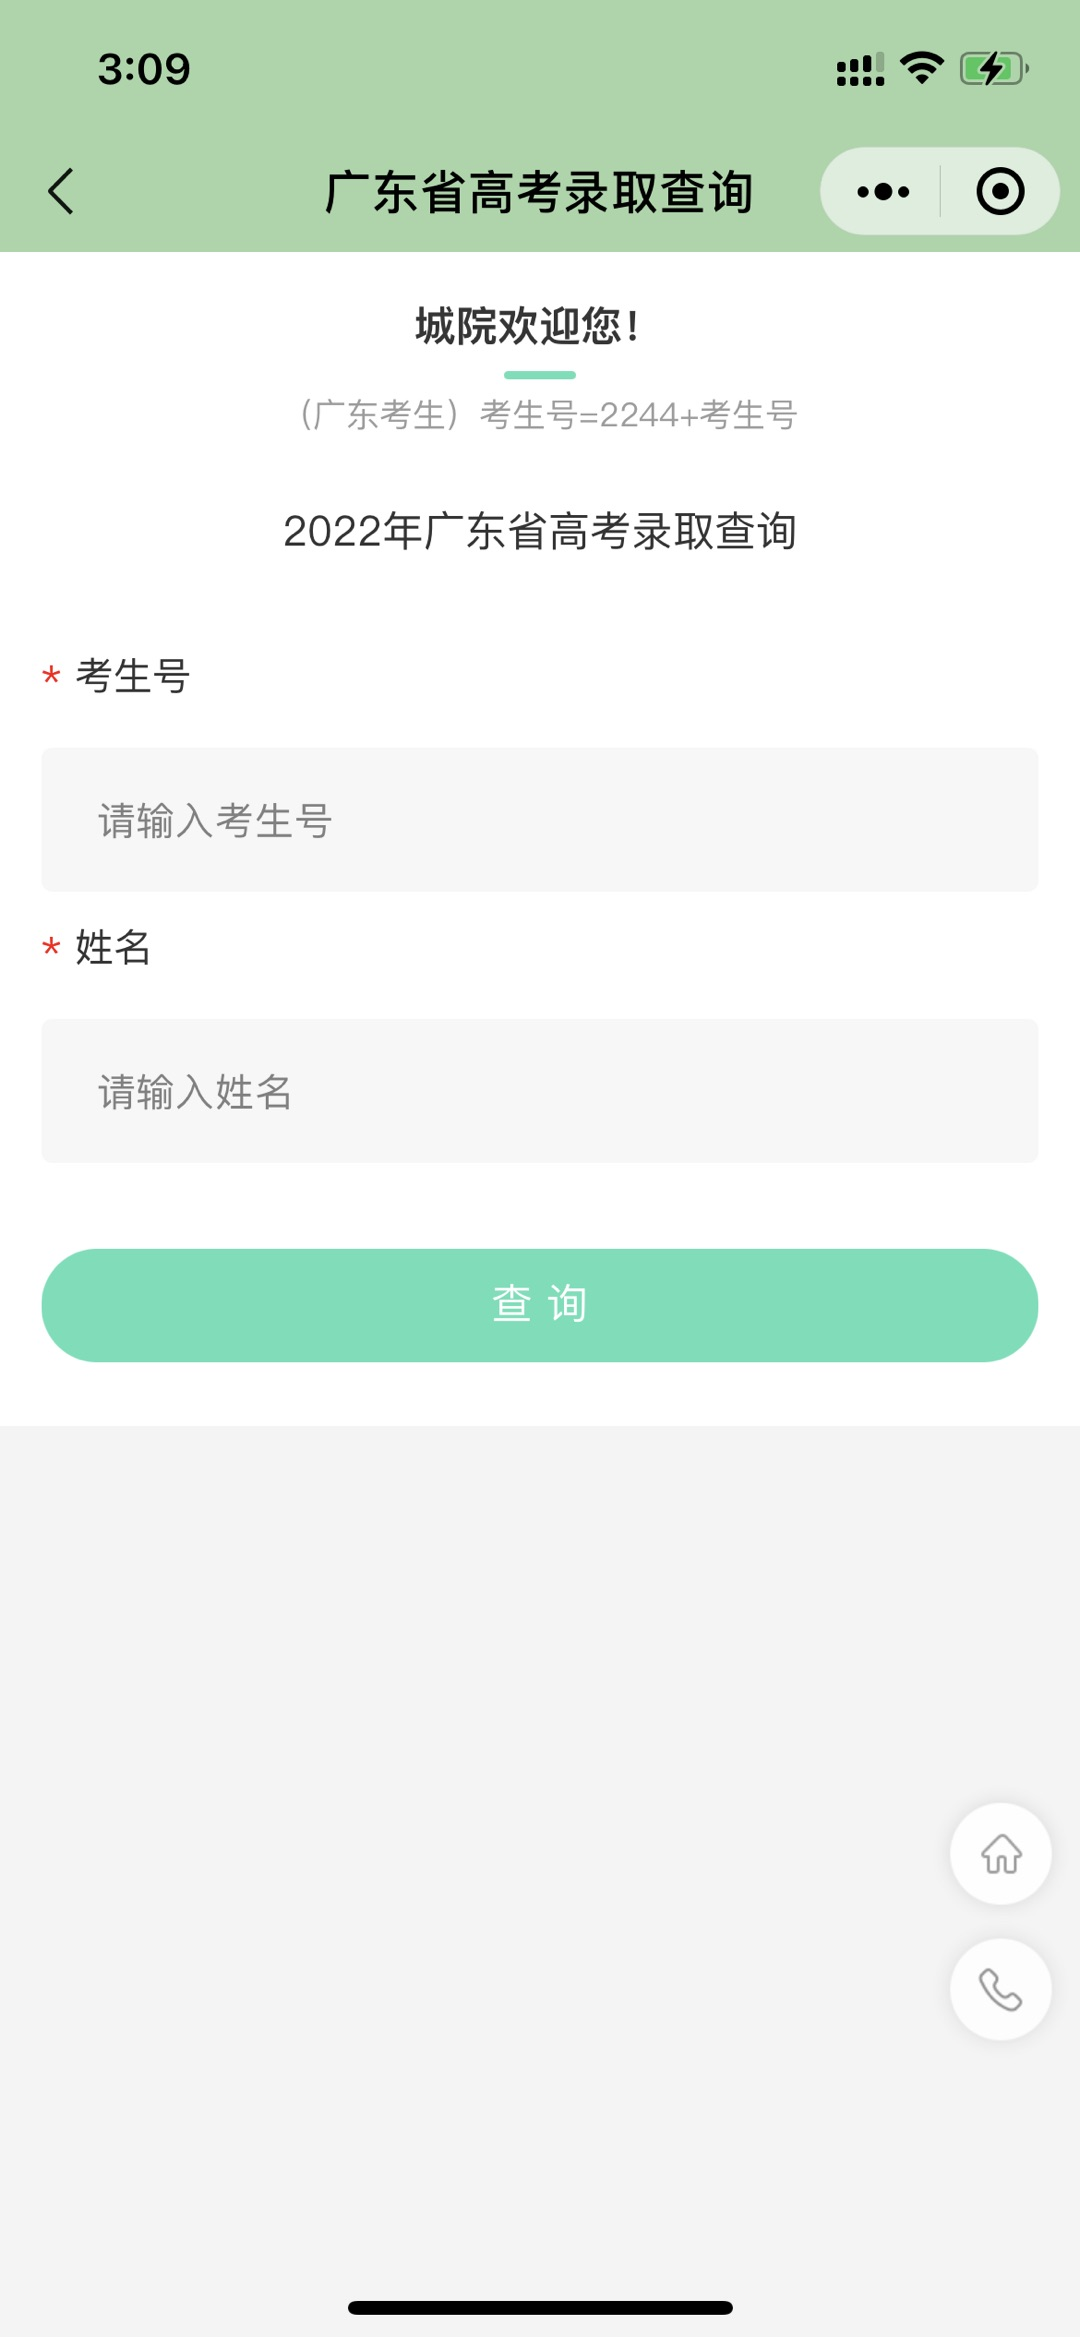 3:09
广东省高考录取查询
城院欢迎您！
（广东考生）考生号=2244+考生号
2022年广东省高考录取查询
* 考生号
请输入考生号
* 姓名
请输入姓名
查 询